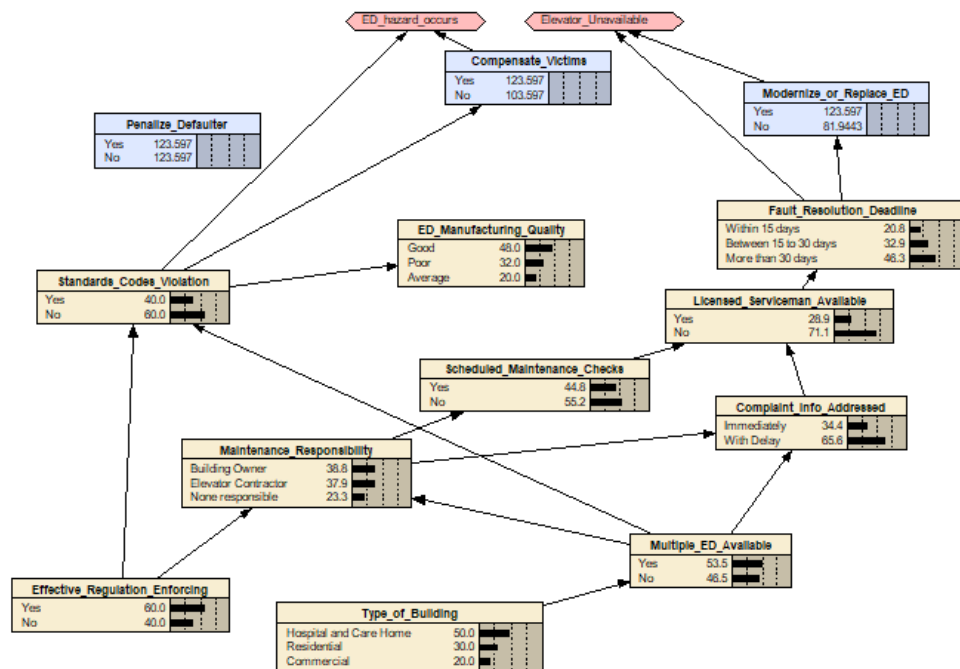 ED_hazard_occurs
Elevator_Unavailable
Compensate_Victims
Yes 123.597
No 103.597
Modernize_or_Replace_ED
Yes 123.597
No 81.9443
Penalize_Defaulter
Yes 123.597
No 123.597
Fault_Resolution_Deadline
Within 15 days 20.8
Between 15 to 30 days 32.9
More than 30 days 46.3
ED_Manufacturing_Quality
Good 48.0
Poor 32.0
Average 20.0
Standards_Codes_Violation
Yes 40.0
No 60.0
Licensed_Serviceman_Available
Yes 28.9
No 71.1
Scheduled_Maintenance_Checks
Yes 44.8
No 55.2
Complaint_Info_Addressed
Immediately 34.4
With Delay 65.6
Maintenance_Responsibility
Building Owner 38.8
Elevator Contractor 37.9
None responsible 23.3
Multiple_ED_Available
Yes 53.5
No 46.5
Effective_Regulation_Enforcing
Yes 60.0
No 40.0
Type_of_Building
Hospital and Care Home 50.0
Residential 30.0
Commercial 20.0